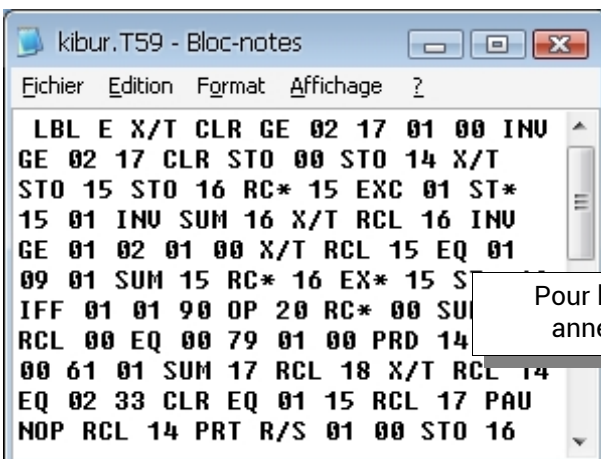 kibur.T59 - Bloc-notes
Fichier Edition Format Affichage ?
LBL E X/T CLR GE 02 17 01 00 INV
GE 02 17 CLR STO 00 STO 14 X/T
STO 15 STO 16 RC* 15 EXC 01 ST*
15 01 INV SUM 16 X/T RCL 16 INV
GE 01 02 01 00 X/T RCL 15 EQ 01
09 01 SUM 15 RC* 16 EX* 15
IFF 01 01 90 OP 20 RC* 00
RCL 00 EQ 00 79 01 00 PRD 14
00 61 01 SUM 17 RCL 18 X/T RCL 14
EQ 02 33 CLR EQ 01 15 RCL 17 PAU
NOP RCL 14 PRT R/S 01 00 STO 16
Pour